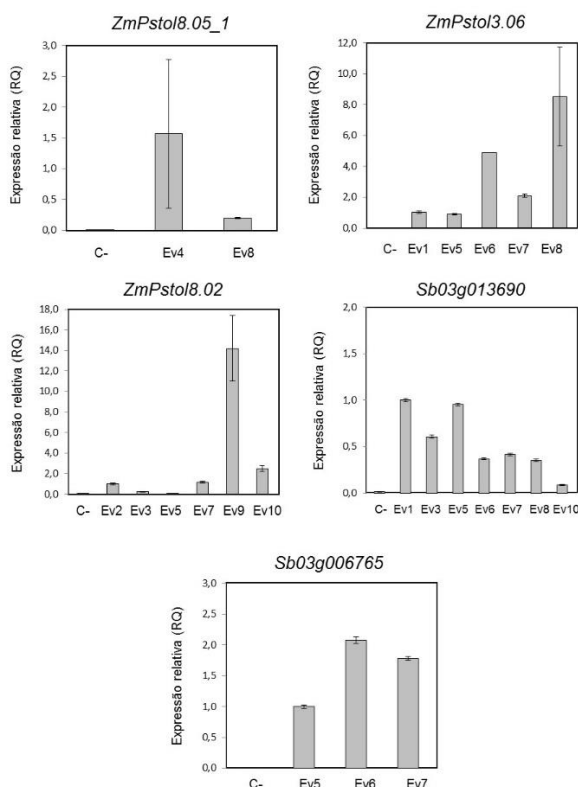 ZmPstol8.05_1
Expressão relativa (RQ)
3,0
2,5
2,0
1,5
1,0
0,5
0,0
C- Ev4 Ev8
ZmPstol3.06
Expressão relativa (RQ)
12,0
10,0
8,0
6,0
4,0
2,0
0,0
C- Ev1 Ev5 Ev6 Ev7 Ev8
ZmPstol8.02
Expressão relativa (RQ)
18,0
16,0
14,0
12,0
10,0
8,0
6,0
4,0
2,0
0,0
C- Ev2 Ev3 Ev5 Ev7 Ev9 Ev10
Sb03g013690
Expressão relativa (RQ)
2,0
1,5
1,0
0,5
0,0
C- Ev1 Ev3 Ev5 Ev6 Ev7 Ev8 Ev10
Sb03g006765
Expressão relativa (RQ)
3,0
2,5
2,0
1,5
1,0
0,5
0,0
C- Ev5 Ev6 Ev7